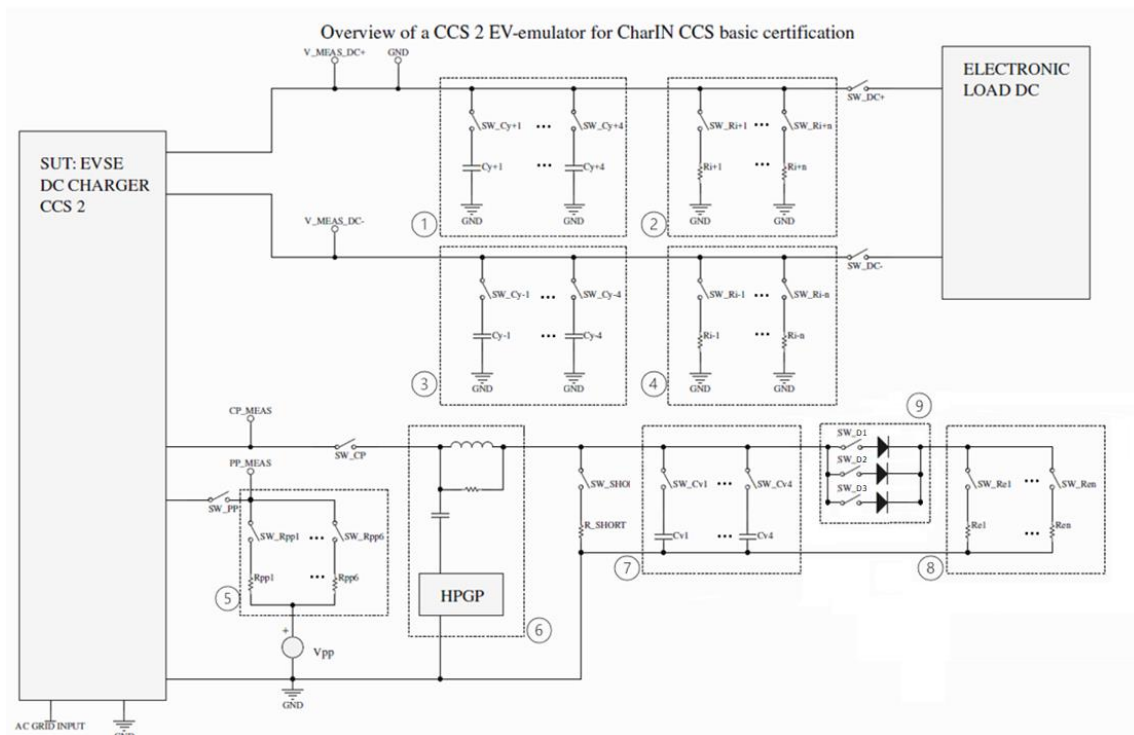 Overview of a CCS 2 EV-emulator for CharIN CCS basic certification
V_MEAS_DC+
GND
ELECTRONIC
LOAD DC
SW_DC+
SW_Cy+1
SW_Cy+4
SW_Ri+1
SW_Ri+n
SUT: EVSE
DC CHARGER
CCS 2
Cy+1
Cy+4
Ri+1
Ri+n
GND
GND
GND
GND
1
2
V_MEAS_DC-
SW_DC-
SW_Cy-1
SW_Cy-4
SW_Ri-1
SW_Ri-n
Cy-1
Cy-4
Ri-1
Ri-n
GND
GND
GND
GND
3
4
9
CP_MEAS
SW_CP
SW_D1
SW_D2
SW_D3
PP_MEAS
SW_PP
SW_Rpp1
SW_Rpp6
SW_SHO
SW_Cv1
SW_Cv4
SW_Re1
SW_Ren
R_SHORT
Cv1
Cv4
Re1
Ren
Rpp1
Rpp6
5
HPGP
6
7
8
+
Vpp
GND
AC GRID INPUT
GND